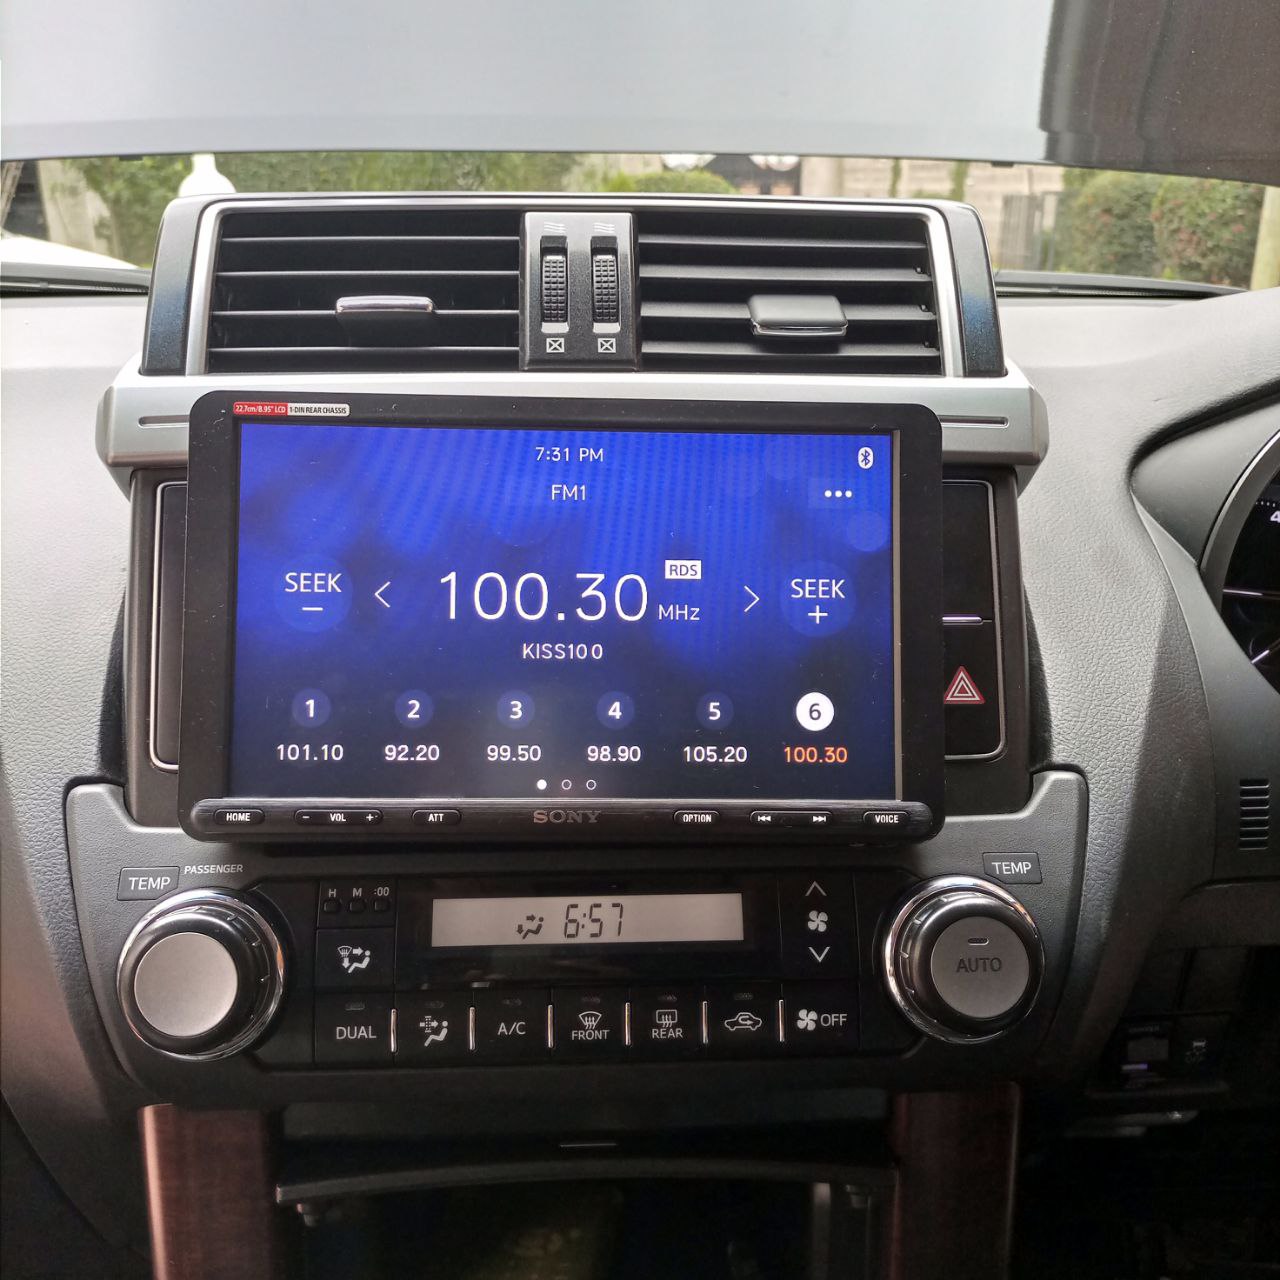 22.7cm/8.95" LCD 1-DIN REAR CHASSIS
7:31 PM
FM1
SEEK
−
100.30 MHz
RDS
SEEK
+
KISS100
1 2 3 4 5 6
101.10 92.20 99.50 98.90 105.20 100.30
HOME − VOL + ATT SONY OPTION VOICE
TEMP PASSENGER
TEMP
H M :00
6:57
AUTO
DUAL A/C FRONT REAR OFF